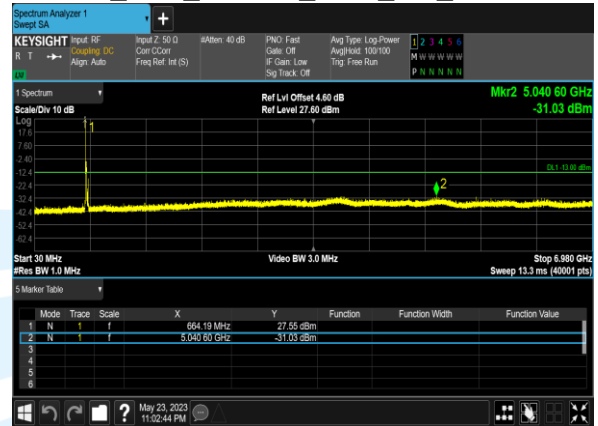 Spectrum Analyzer 1
Swept SA
+
KEYSIGHT
R T
LV
Input: RF
Coupling: DC
Align: Auto
Input Z: 50 Ω
Corr CCorr
Freq Ref: Int (S)
#Atten: 40 dB
PNO: Fast
Gate: Off
IF Gain: Low
Sig Track: Off
Avg Type: Log-Power
Avg|Hold: 100/100
Trig: Free Run
1 2 3 4 5 6
M W W W W W
P N N N N N
1 Spectrum
Scale/Div 10 dB
Ref Lvl Offset 4.60 dB
Ref Level 27.60 dBm
Mkr2 5.040 60 GHz
-31.03 dBm
Log
17.6
7.60
-2.40
-12.4
-22.4
-32.4
-42.4
-52.4
-62.4
1
2
DL1 -13.00 dBm
Start 30 MHz
#Res BW 1.0 MHz
Video BW 3.0 MHz
Stop 6.980 GHz
Sweep 13.3 ms (40001 pts)
5 Marker Table
Mode Trace Scale X Y Function Function Width Function Value
1 N 1 f 664.19 MHz 27.55 dBm
2 N 1 f 5.040 60 GHz -31.03 dBm
3
4
5
6
?
May 23, 2023
11:02:44 PM